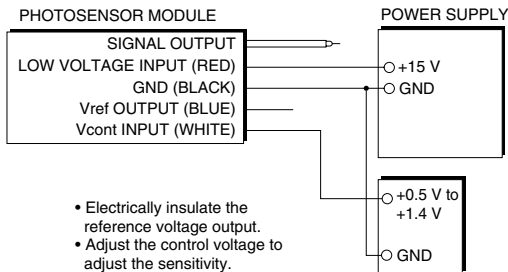 PHOTOSENSOR MODULE
POWER SUPPLY
SIGNAL OUTPUT
LOW VOLTAGE INPUT (RED)
+15 V
GND (BLACK)
GND
Vref OUTPUT (BLUE)
Vcont INPUT (WHITE)
+0.5 V to
+1.4 V
• Electrically insulate the
reference voltage output.
• Adjust the control voltage to
adjust the sensitivity.
GND